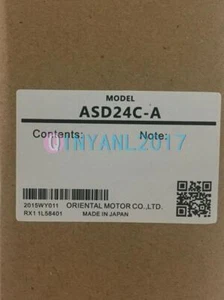 MODEL
ASD24C-A
Contents:
Note:
QINYANL2017
2015WY011 ORIENTAL MOTOR CO.,LTD.
RX1 1L58401 MADE IN JAPAN